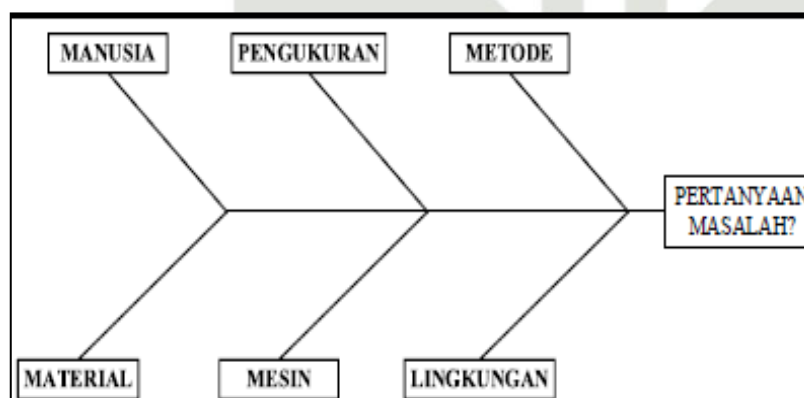 MANUSIA
PENGUKURAN
METODE
PERTANYAAN
MASALAH?
MATERIAL
MESIN
LINGKUNGAN